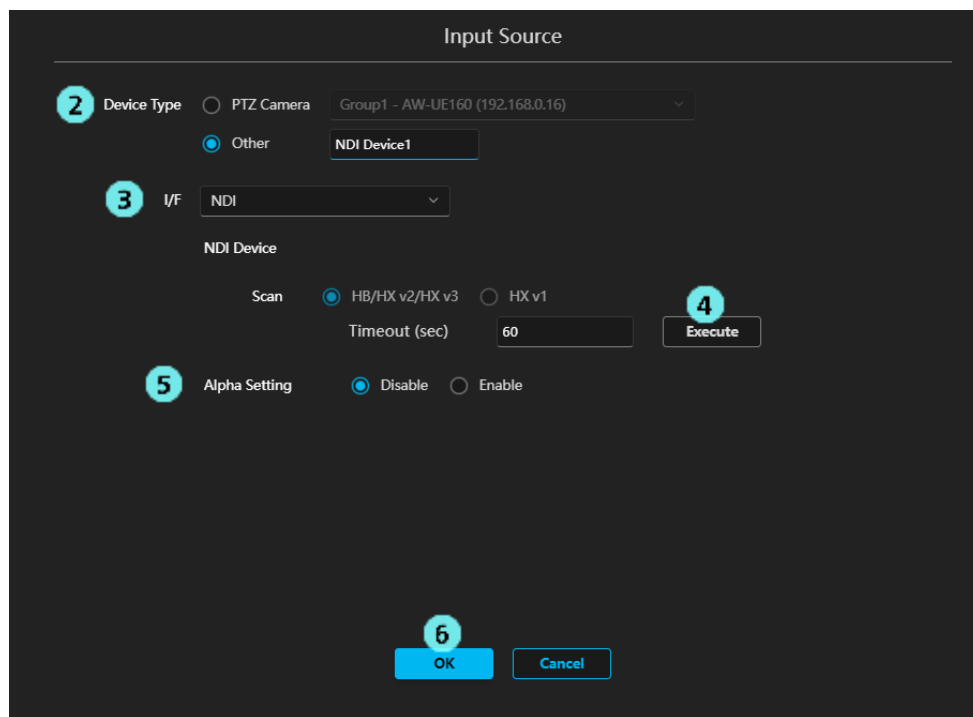 Input Source
2 Device Type PTZ Camera Group1 - AW-UE160 (192.168.0.16)
Other NDI Device1
3 I/F NDI
NDI Device
Scan HB/HX v2/HX v3 HX v1
4
Timeout (sec) 60 Execute
5 Alpha Setting Disable Enable
6
OK Cancel